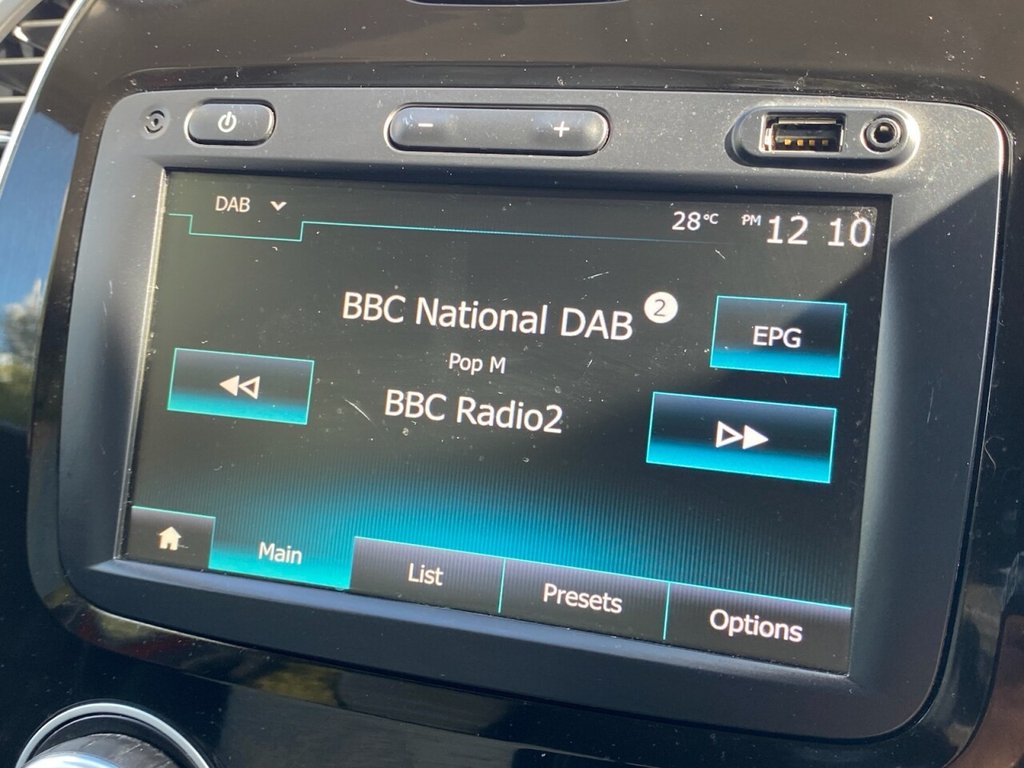 DAB
28°C PM 12 10
BBC National DAB 2
EPG
Pop M
BBC Radio2
Main
List
Presets
Options